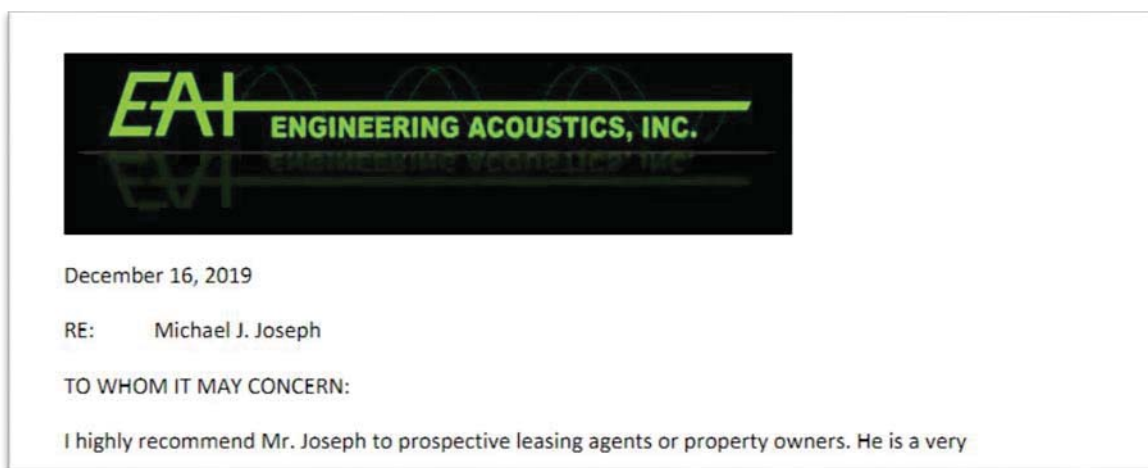 EAI
ENGINEERING ACOUSTICS, INC.
December 16, 2019
RE: Michael J. Joseph
TO WHOM IT MAY CONCERN:
I highly recommend Mr. Joseph to prospective leasing agents or property owners. He is a very